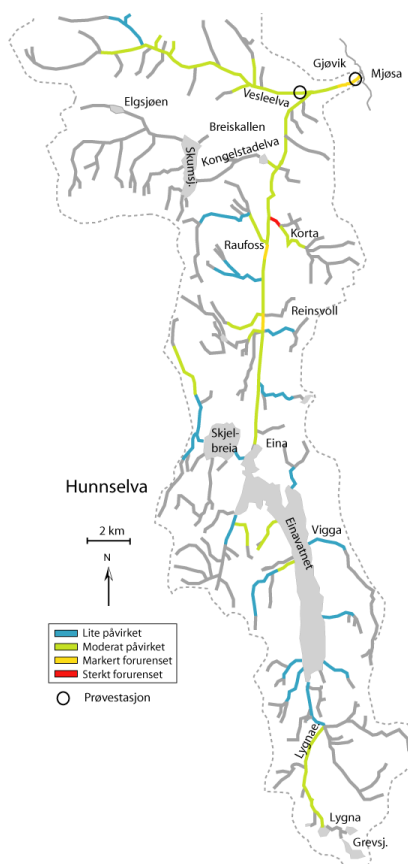 Gjøvik
Mjøsa
Vesleelva
Elgsjøen
Breiskallen
Kongelstadelva
Skumsj.
Korta
Raufoss
Reinsvoll
Skjel-
breia
Eina
Hunnselva
Einavatnet
Vigga
2 km
N
Lite påvirket
Moderat påvirket
Markert forurenset
Sterkt forurenset
Prøvestasjon
Lygnae.
Lygna
Grevsj.